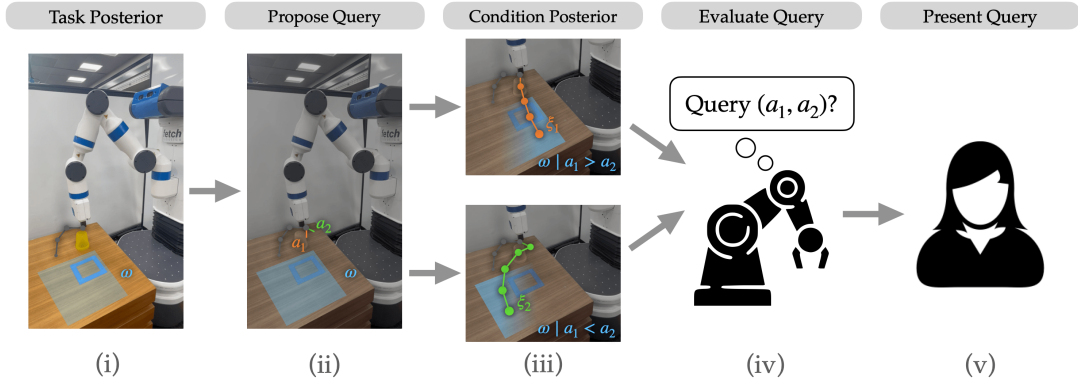 Task Posterior
Propose Query
Condition Posterior
Evaluate Query
Present Query
fetch
ω
fetch
a₁
a₂
ω
ξ₁
ω | a₁ > a₂
ξ₂
ω | a₁ < a₂
Query (a₁, a₂)?
(i)
(ii)
(iii)
(iv)
(v)